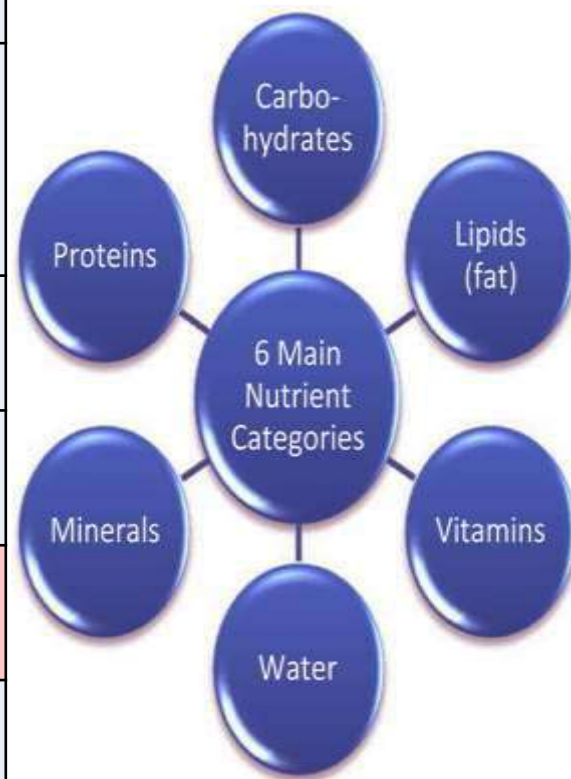 Carbo-
hydrates
Lipids
(fat)
Proteins
6 Main
Nutrient
Categories
Minerals
Vitamins
Water